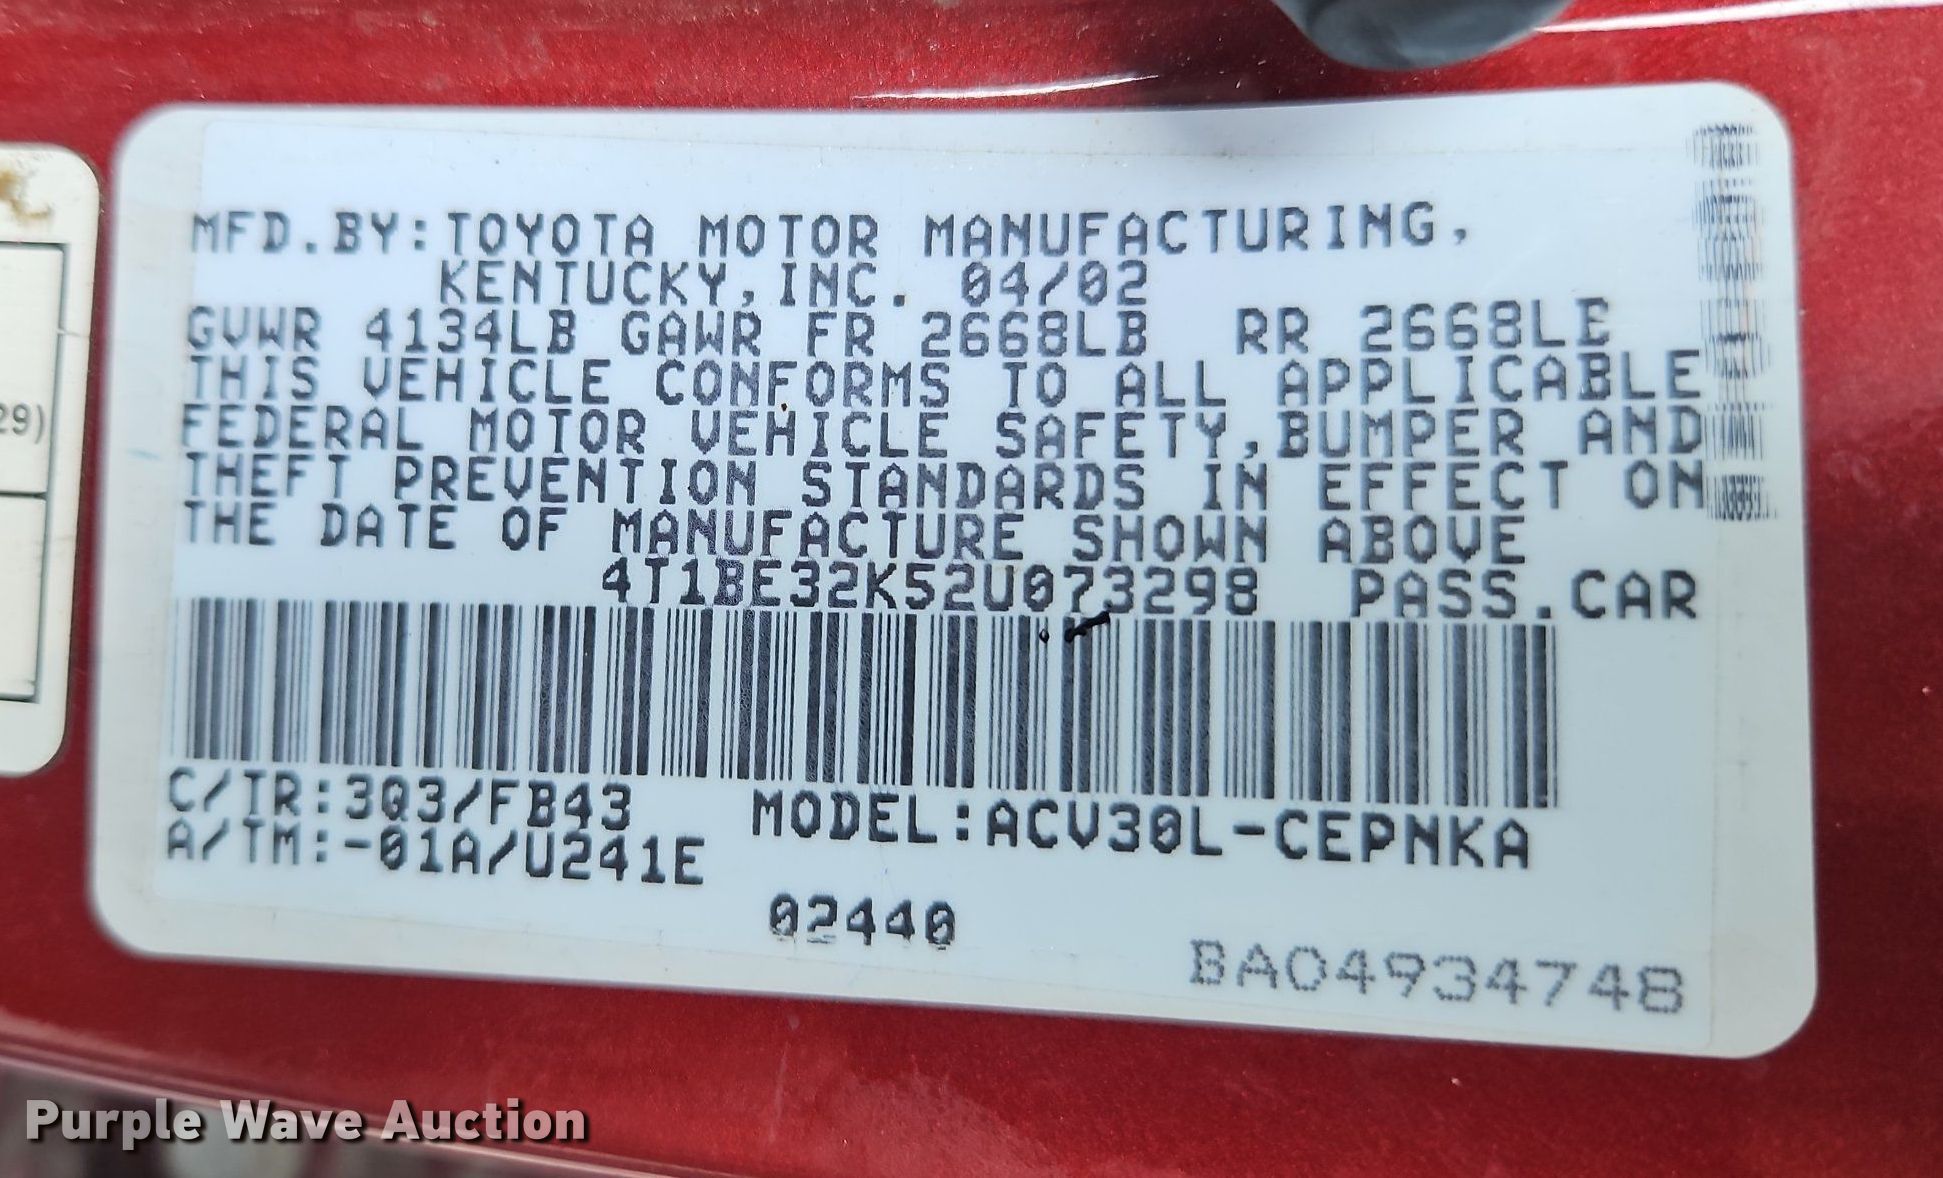 MFD.BY:TOYOTA MOTOR MANUFACTURING,
KENTUCKY,INC. 04/02
GVWR 4134LB GAWR FR 2668LB RR 2668LB
THIS VEHICLE CONFORMS TO ALL APPLICABLE
FEDERAL MOTOR VEHICLE SAFETY,BUMPER AND
THEFT PREVENTION STANDARDS IN EFFECT ON
THE DATE OF MANUFACTURE SHOWN ABOVE
4T1BE32K52U073298 PASS.CAR
C/TR:3Q3/FB43 MODEL:ACV30L-CEPNKA
A/TM:-01A/U241E
02440
BA04934748
29)
Purple Wave Auction